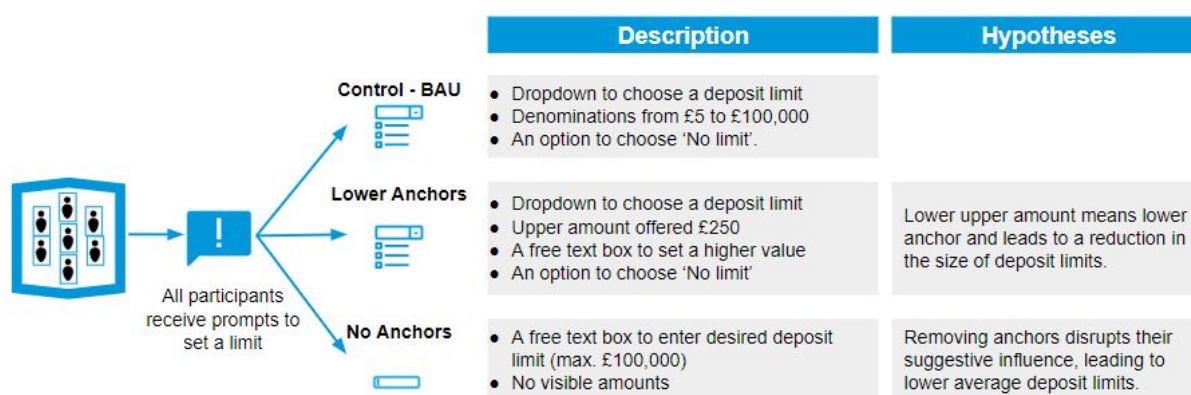 Description
Hypotheses
Control - BAU
● Dropdown to choose a deposit limit
● Denominations from £5 to £100,000
● An option to choose ‘No limit’.
Lower Anchors
● Dropdown to choose a deposit limit
● Upper amount offered £250
● A free text box to set a higher value
● An option to choose ‘No limit’
Lower upper amount means lower
anchor and leads to a reduction in
the size of deposit limits.
!
All participants
receive prompts to
set a limit
No Anchors
● A free text box to enter desired deposit
limit (max. £100,000)
● No visible amounts
Removing anchors disrupts their
suggestive influence, leading to
lower average deposit limits.